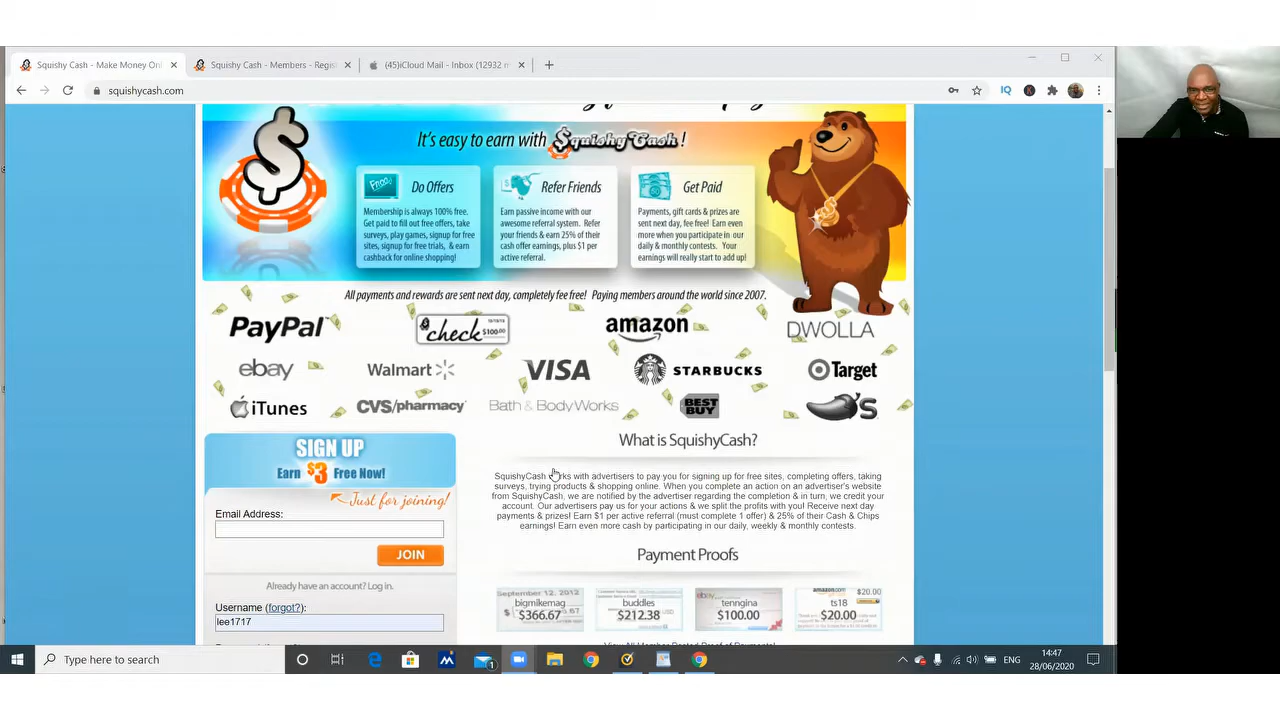 Squishy Cash - Make Money Onl
Squishy Cash - Members - Regist
(45)iCloud Mail - Inbox (12932 m
squishycash.com
IQ
It's easy to earn with $quishyCash!
Free
Do Offers
Membership is always 100% free.
Get paid to fill out free offers, take
surveys, play games, signup for free
sites, signup for free trials, & earn
cashback for online shopping!
Refer Friends
Earn passive income with our
awesome referral system. Refer
your friends & earn 25% of their
cash offer earnings, plus $1 per
active referral.
Get Paid
Payments, gift cards & prizes are
sent next day, fee free! Earn even
more when you participate in our
daily & monthly contests. Your
earnings will really start to add up!
All payments and rewards are sent next day, completely fee free! Paying members around the world since 2007.
PayPal
check $100.00
amazon
DWOLLA
ebay
Walmart
VISA
STARBUCKS
Target
iTunes
CVS/pharmacy
BATH & BODY WORKS
BEST BUY
'S
SIGN UP
Earn $3 Free Now!
Just for joining!
Email Address:
JOIN
Already have an account? Log in.
Username (forgot?):
lee1717
What is SquishyCash?
SquishyCash works with advertisers to pay you for signing up for free sites, completing offers, taking
surveys, trying products & shopping online. When you complete an action on an advertiser's website
from SquishyCash, we are notified by the advertiser regarding the completion & in turn, we credit your
account. Our advertisers pay us for your actions & we split the profits with you! Receive next day
payments & prizes! Earn $1 per active referral (must complete 1 offer) & 25% of their Cash & Chips
earnings! Earn even more cash by participating in our daily, weekly & monthly contests.
Payment Proofs
September 12, 2012
bigmikemag
$366.67
buddles
$212.38
ebay
tenngina
$100.00
amazon.com
$20.00
ts18
$20.00
Type here to search
1
ENG
14:47
28/06/2020